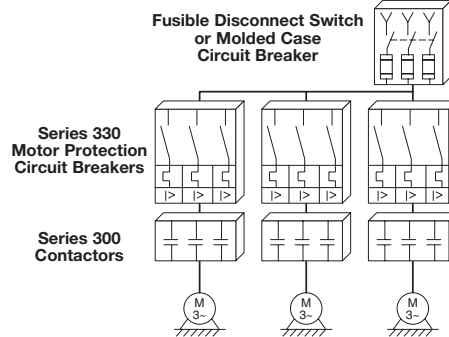 Fusible Disconnect Switch
or Molded Case
Circuit Breaker
Series 330
Motor Protection
Circuit Breakers
I> I> I> I> I> I> I> I> I>
Series 300
Contactors
M M M
3~ 3~ 3~